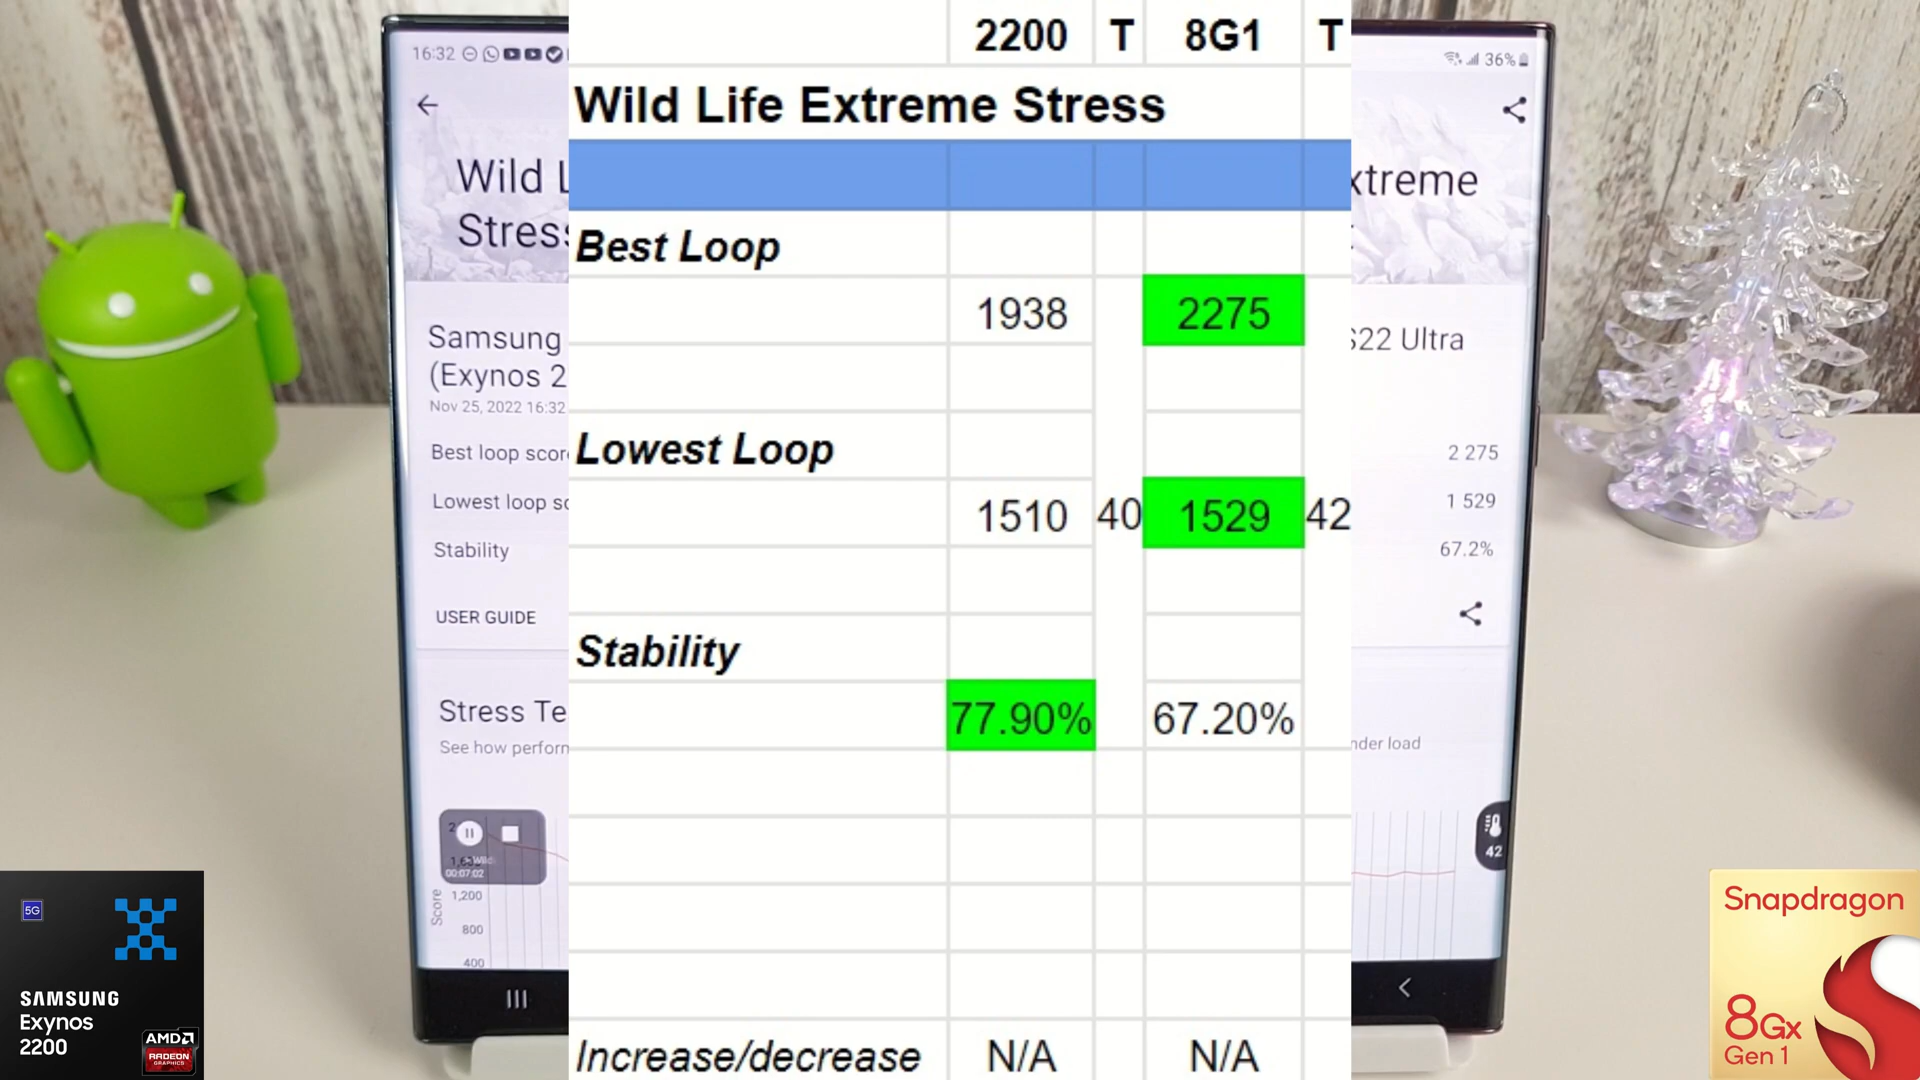 2200 T 8G1 T
Wild Life Extreme Stress
Best Loop
1938 2275
Lowest Loop
1510 40 1529 42
Stability
77.90% 67.20%
Increase/decrease N/A N/A
16:32
Wild
Stress
Samsung
(Exynos 2
Nov 25, 2022 16:32
Best loop scor
Lowest loop sc
Stability
USER GUIDE
Stress Te
See how perform
00:07:02
Score
1,200
800
400
36%
xtreme
S22 Ultra
2 275
1 529
67.2%
nder load
42
5G
SAMSUNG
Exynos
2200
AMD
RADEON
GRAPHICS
Snapdragon
8Gx
Gen 1